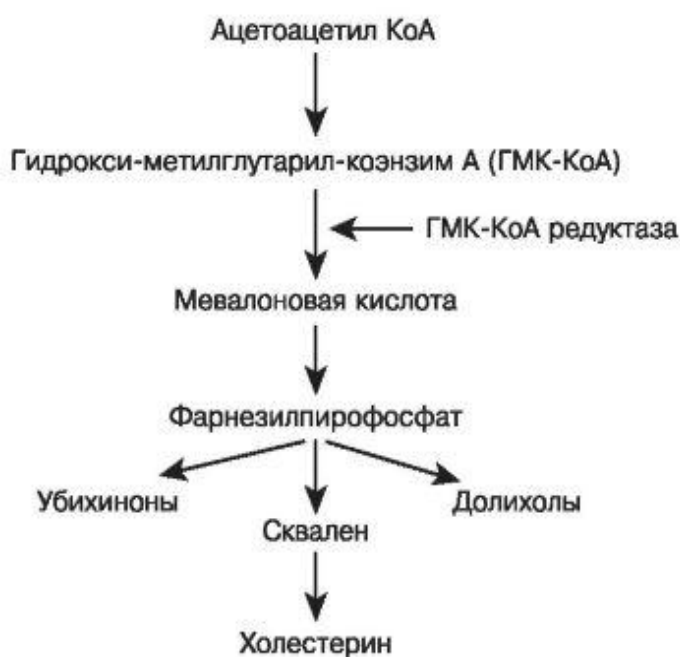 Ацетоацетил КоА
Гидрокси-метилглутарил-коэнзим А (ГМК-КоА)
ГМК-КоА редуктаза
Мевалоновая кислота
Фарнезилпирофосфат
Убихиноны
Долихолы
Сквален
Холестерин